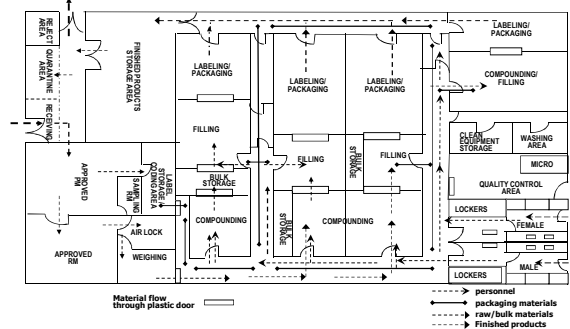 REJECT
AREA
QUARANTINE
AREA
RECEIVING
FINISHED PRODUCTS
STORAGE AREA
LABELING/
PACKAGING
LABELING/
PACKAGING
LABELING/
PACKAGING
LABELING/
PACKAGING
COMPOUNDING/
FILLING
FILLING
FILLING
FILLING
BULK
STORAGE
BULK
STORAGE
BULK
STORAGE
CLEAN
EQUIPMENT
STORAGE
WASHING
AREA
MICRO
QUALITY CONTROL
AREA
APPROVED
RM
SAMPLING
RM
LABEL
STORAGE &
CODING AREA
COMPOUNDING
COMPOUNDING
LOCKERS
FEMALE
AIR LOCK
APPROVED
RM
WEIGHING
LOCKERS
MALE
Material flow
through plastic door
personnel
packaging materials
raw/bulk materials
Finished products